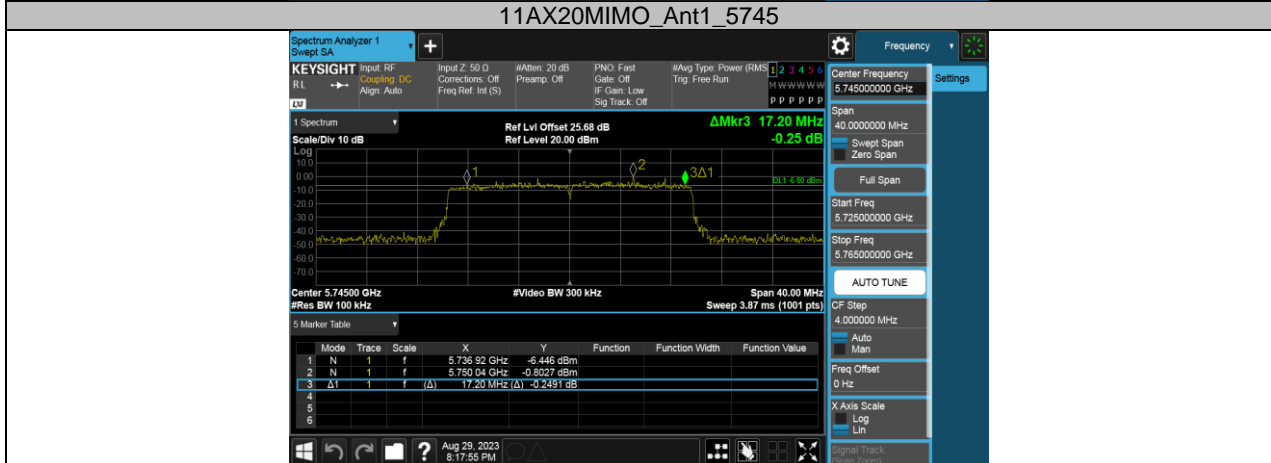 11AX20MIMO_Ant1_5745
Spectrum Analyzer 1
Swept SA
+
Frequency
KEYSIGHT Input: RF Input Z: 50 Ω #Atten: 20 dB PNO: Fast #Avg Type: Power (RMS 1 2 3 4 5 6
RL Coupling: DC Corrections: Off Preamp: Off Gate: Off Trig: Free Run M W W W W W
Align: Auto Freq Ref: Int (S) IF Gain: Low
Sig Track: Off P P P P P P
LXI
Center Frequency
5.745000000 GHz
Settings
Span
40.0000000 MHz
Swept Span
Zero Span
Full Span
Start Freq
5.725000000 GHz
Stop Freq
5.765000000 GHz
AUTO TUNE
CF Step
4.000000 MHz
Auto
Man
Freq Offset
0 Hz
X Axis Scale
Log
Lin
Signal Track
(Span Zoom)
1 Spectrum
Ref Lvl Offset 25.68 dB ΔMkr3 17.20 MHz
Scale/Div 10 dB Ref Level 20.00 dBm -0.25 dB
Log
10.0
0.00
-10.0
-20.0
-30.0
-40.0
-50.0
-60.0
-70.0
1
2
3Δ1
DL1 -6.80 dBm
Center 5.74500 GHz #Video BW 300 kHz Span 40.00 MHz
#Res BW 100 kHz Sweep 3.87 ms (1001 pts)
5 Marker Table
Mode Trace Scale X Y Function Function Width Function Value
1 N 1 f 5.736 92 GHz -6.446 dBm
2 N 1 f 5.750 04 GHz -0.8027 dBm
3 Δ1 1 f (Δ) 17.20 MHz (Δ) -0.2491 dB
4
5
6
?
Aug 29, 2023
8:17:55 PM